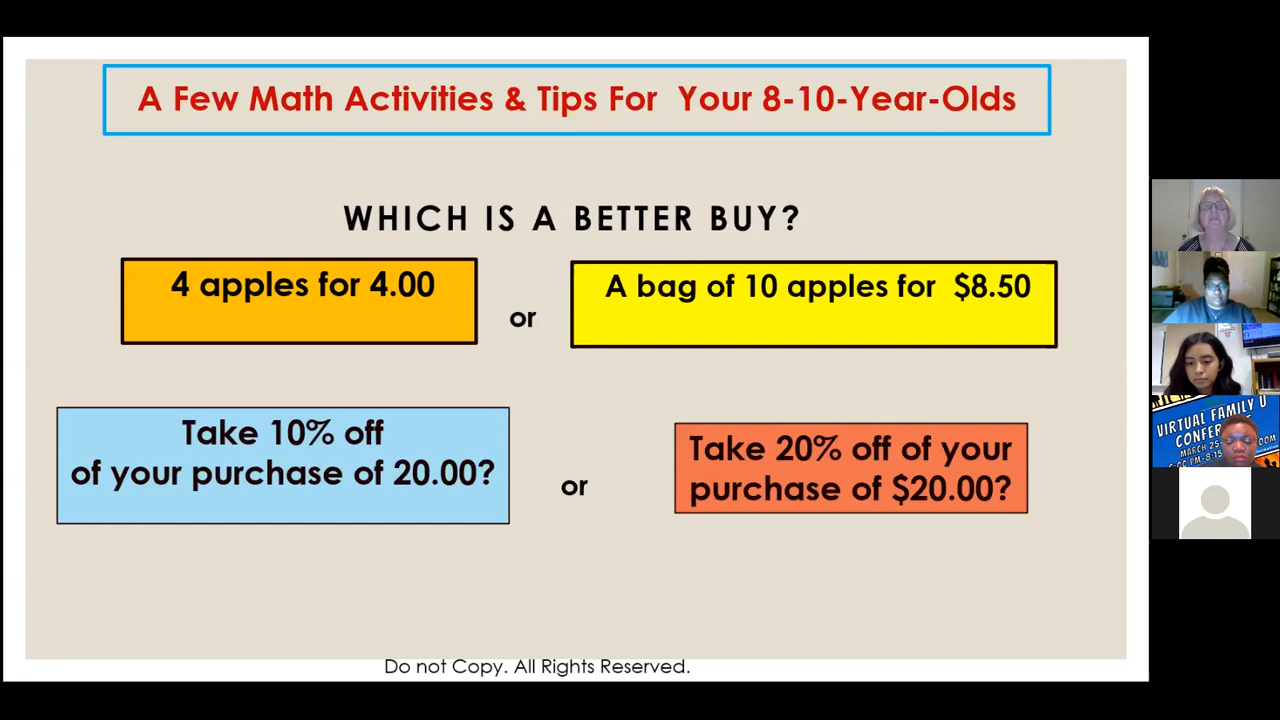 A Few Math Activities & Tips For Your 8-10-Year-Olds
WHICH IS A BETTER BUY?
4 apples for 4.00
or
A bag of 10 apples for $8.50
Take 10% off
of your purchase of 20.00?
or
Take 20% off of your
purchase of $20.00?
Do not Copy. All Rights Reserved.
VIRTUAL FAMILY U
MARCH 25